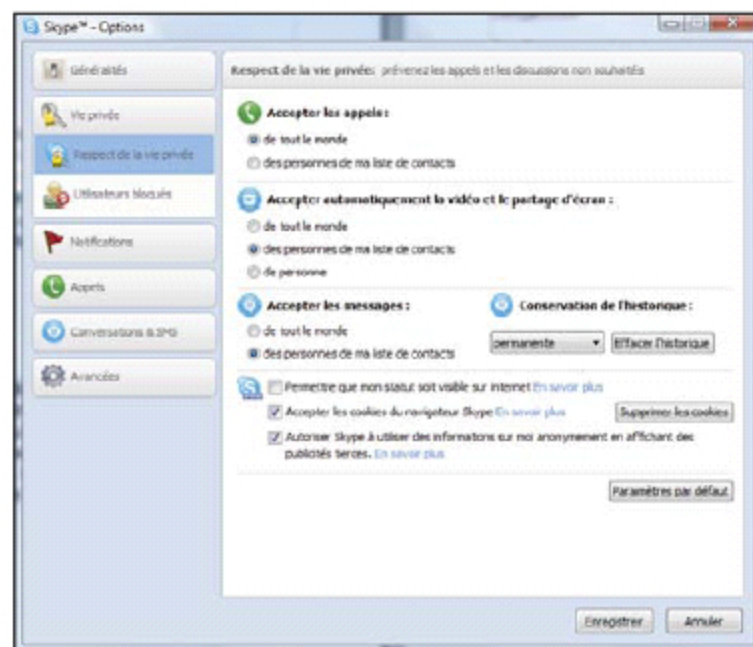 Skype™ - Options
Généralités
Vie privée
Respect de la vie privée
Utilisateurs bloqués
Notifications
Appels
Conversations & SMS
Avancées
Respect de la vie privée: prévenez les appels et les discussions non souhaités
Accepter les appels :
de tout le monde
des personnes de ma liste de contacts
Accepter automatiquement la vidéo et le partage d'écran :
de tout le monde
des personnes de ma liste de contacts
de personne
Accepter les messages :
de tout le monde
des personnes de ma liste de contacts
Conservation de l'historique :
permanente
Effacer l'historique
Permettre que mon statut soit visible sur internet En savoir plus
Accepter les cookies du navigateur Skype En savoir plus
Supprimer les cookies
Autoriser Skype à utiliser des informations sur moi anonymement en affichant des
publicités tierces. En savoir plus
Paramètres par défaut
Enregistrer
Annuler